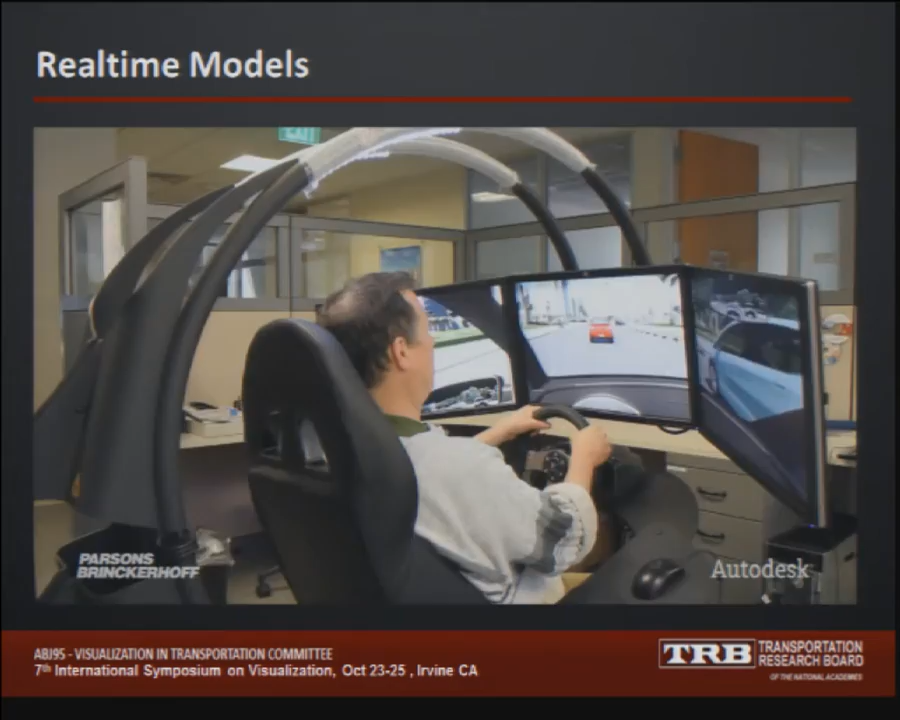 Realtime Models
EXIT
PARSONS
BRINCKERHOFF
Autodesk
ABJ95 - VISUALIZATION IN TRANSPORTATION COMMITTEE
7th International Symposium on Visualization, Oct 23-25 , Irvine CA
TRB
TRANSPORTATION
RESEARCH BOARD
OF THE NATIONAL ACADEMIES